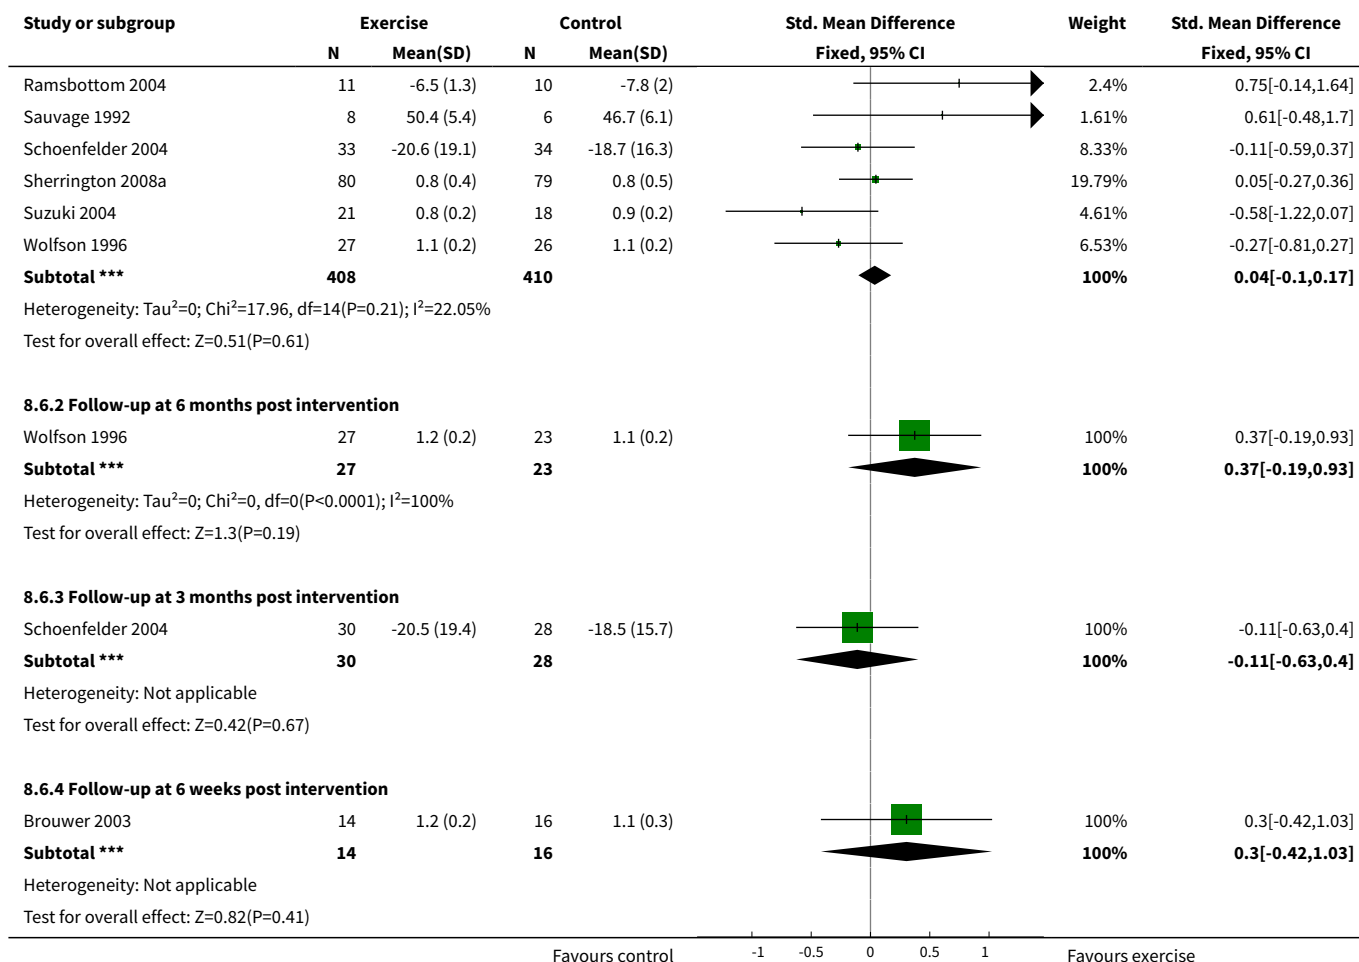 Study or subgroup Exercise Control Std. Mean Difference Weight Std. Mean Difference
N Mean(SD) N Mean(SD) Fixed, 95% CI Fixed, 95% CI
Ramsbottom 2004 11 -6.5 (1.3) 10 -7.8 (2) 2.4% 0.75[-0.14,1.64]
Sauvage 1992 8 50.4 (5.4) 6 46.7 (6.1) 1.61% 0.61[-0.48,1.7]
Schoenfelder 2004 33 -20.6 (19.1) 34 -18.7 (16.3) 8.33% -0.11[-0.59,0.37]
Sherrington 2008a 80 0.8 (0.4) 79 0.8 (0.5) 19.79% 0.05[-0.27,0.36]
Suzuki 2004 21 0.8 (0.2) 18 0.9 (0.2) 4.61% -0.58[-1.22,0.07]
Wolfson 1996 27 1.1 (0.2) 26 1.1 (0.2) 6.53% -0.27[-0.81,0.27]
Subtotal *** 408 410 100% 0.04[-0.1,0.17]
Heterogeneity: Tau²=0; Chi²=17.96, df=14(P=0.21); I²=22.05%
Test for overall effect: Z=0.51(P=0.61)
8.6.2 Follow-up at 6 months post intervention
Wolfson 1996 27 1.2 (0.2) 23 1.1 (0.2) 100% 0.37[-0.19,0.93]
Subtotal *** 27 23 100% 0.37[-0.19,0.93]
Heterogeneity: Tau²=0; Chi²=0, df=0(P<0.0001); I²=100%
Test for overall effect: Z=1.3(P=0.19)
8.6.3 Follow-up at 3 months post intervention
Schoenfelder 2004 30 -20.5 (19.4) 28 -18.5 (15.7) 100% -0.11[-0.63,0.4]
Subtotal *** 30 28 100% -0.11[-0.63,0.4]
Heterogeneity: Not applicable
Test for overall effect: Z=0.42(P=0.67)
8.6.4 Follow-up at 6 weeks post intervention
Brouwer 2003 14 1.2 (0.2) 16 1.1 (0.3) 100% 0.3[-0.42,1.03]
Subtotal *** 14 16 100% 0.3[-0.42,1.03]
Heterogeneity: Not applicable
Test for overall effect: Z=0.82(P=0.41)
Favours control -1 -0.5 0 0.5 1 Favours exercise